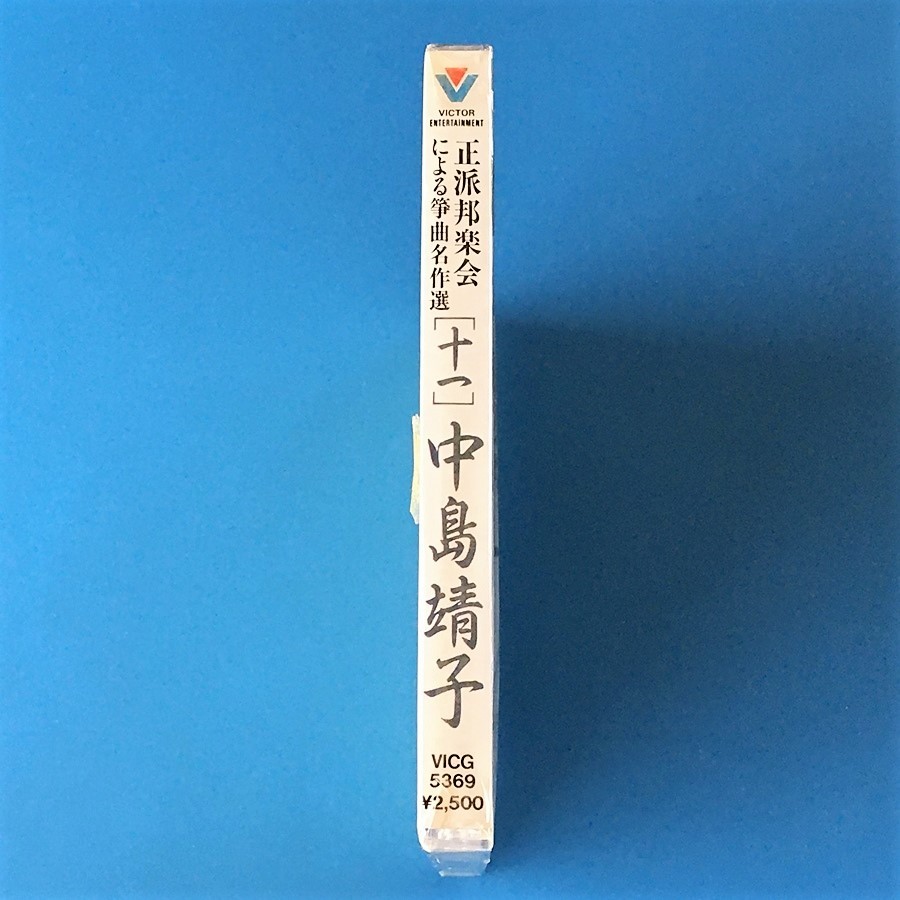 VICTOR
ENTERTAINMENT
正派邦楽会
による箏曲名作選
[十一]
中島靖子
VICG
5369
¥2,500